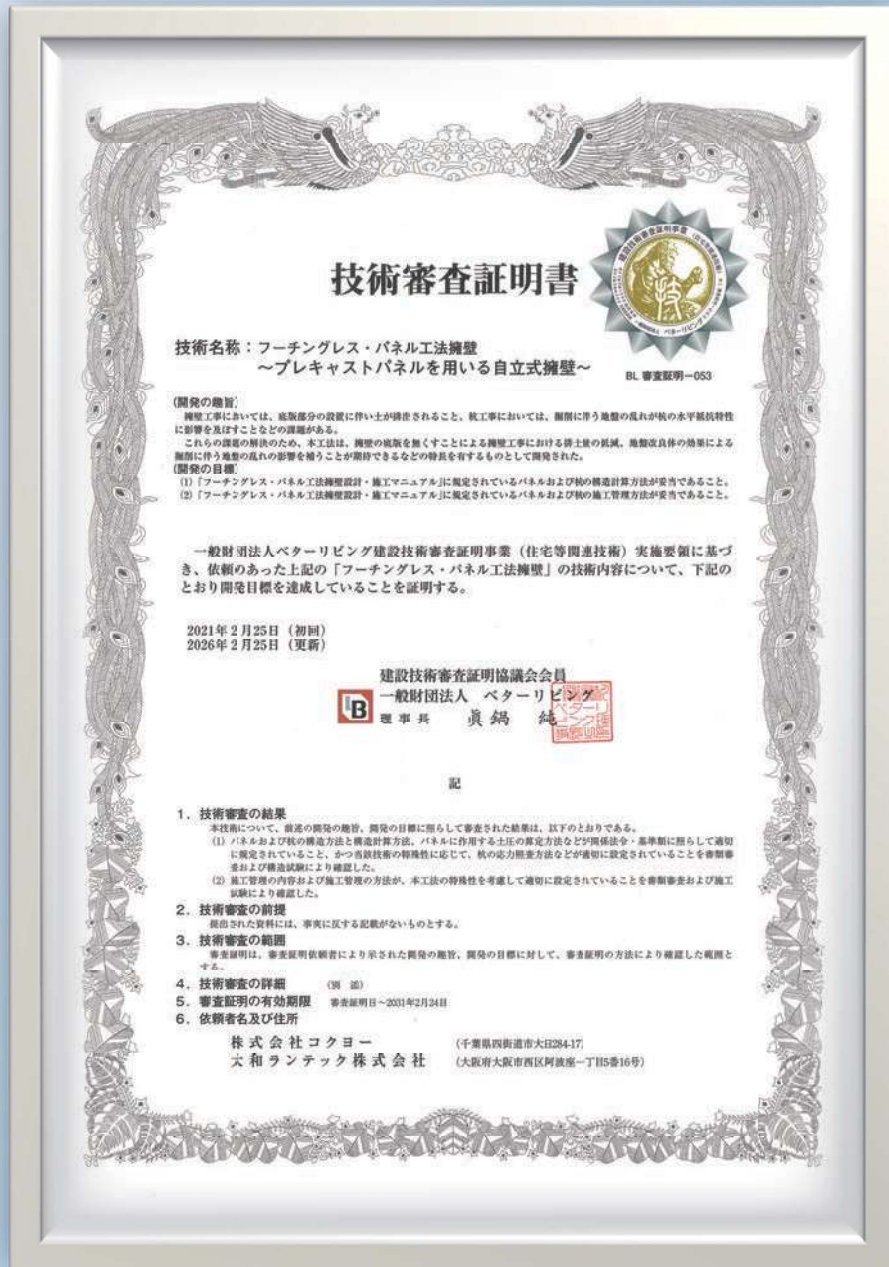 技術審査証明書
技術名称：フーチングレス・パネル工法擁壁
～プレキャストパネルを用いる自立式擁壁～
BL 審査証明－053
(開発の趣旨)
擁壁工事においては、底版部分の設置に伴い土が排出されること、杭工事においては、掘削に伴う地盤の乱れが杭の水平抵抗特性
に影響を及ぼすことなどの課題がある。
これらの課題の解決のため、本工法は、擁壁の底版を無くすことによる擁壁工事における排土量の低減、地盤改良体の効果による
掘削に伴う地盤の乱れの影響を補うことが期待できるなどの特長を有するものとして開発された。
(開発の目標)
(1)「フーチングレス・パネル工法擁壁設計・施工マニュアル」に規定されているパネルおよび杭の構造計算方法が妥当であること。
(2)「フーチングレス・パネル工法擁壁設計・施工マニュアル」に規定されているパネルおよび杭の施工管理方法が妥当であること。
一般財団法人ベターリビング建設技術審査証明事業（住宅等関連技術）実施要領に基づ
き、依頼のあった上記の「フーチングレス・パネル工法擁壁」の技術内容について、下記の
とおり開発目標を達成していることを証明する。
2021年2月25日（初回）
2026年2月25日（更新）
建設技術審査証明協議会会員
一般財団法人 ベターリビング
理事長 眞鍋 純
記
1．技術審査の結果
本技術について、前述の開発の趣旨、開発の目標に照らして審査された結果は、以下のとおりである。
(1) パネルおよび杭の構造方法と構造計算方法、パネルに作用する土圧の算定方法などが関係法令・基準類に照らして適切
に規定されていること、かつ当該技術の特殊性に応じて、杭の応力照査方法などが適切に設定されていることを書類審
査および構造試験により確認した。
(2) 施工管理の内容および施工管理の方法が、本工法の特殊性を考慮して適切に設定されていることを書類審査および施工
試験により確認した。
2．技術審査の前提
提出された資料には、事実に反する記載がないものとする。
3．技術審査の範囲
審査証明は、審査証明依頼者により示された開発の趣旨、開発の目標に対して、審査証明の方法により確認した範囲と
する。
4．技術審査の詳細 (別 添)
5．審査証明の有効期限 審査証明日～2031年2月24日
6．依頼者名及び住所
株式会社コクヨー (千葉県四街道市大日284-17)
大和ランテック株式会社 (大阪府大阪市西区阿波座一丁目5番16号)